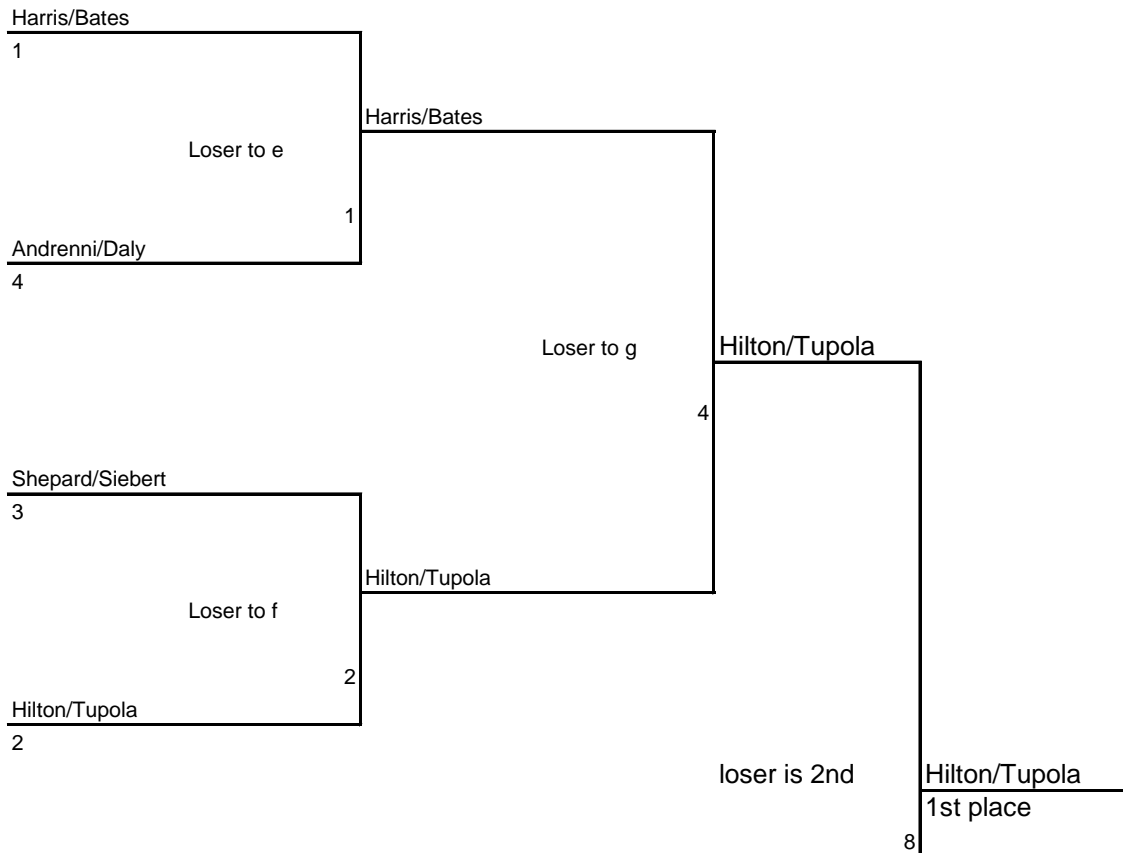 Harris/Bates
1
Harris/Bates
Loser to e
1
Andrenni/Daly
4
Loser to g
Hilton/Tupola
4
Shepard/Siebert
3
Hilton/Tupola
Loser to f
2
Hilton/Tupola
2
loser is 2nd
Hilton/Tupola
1st place
8